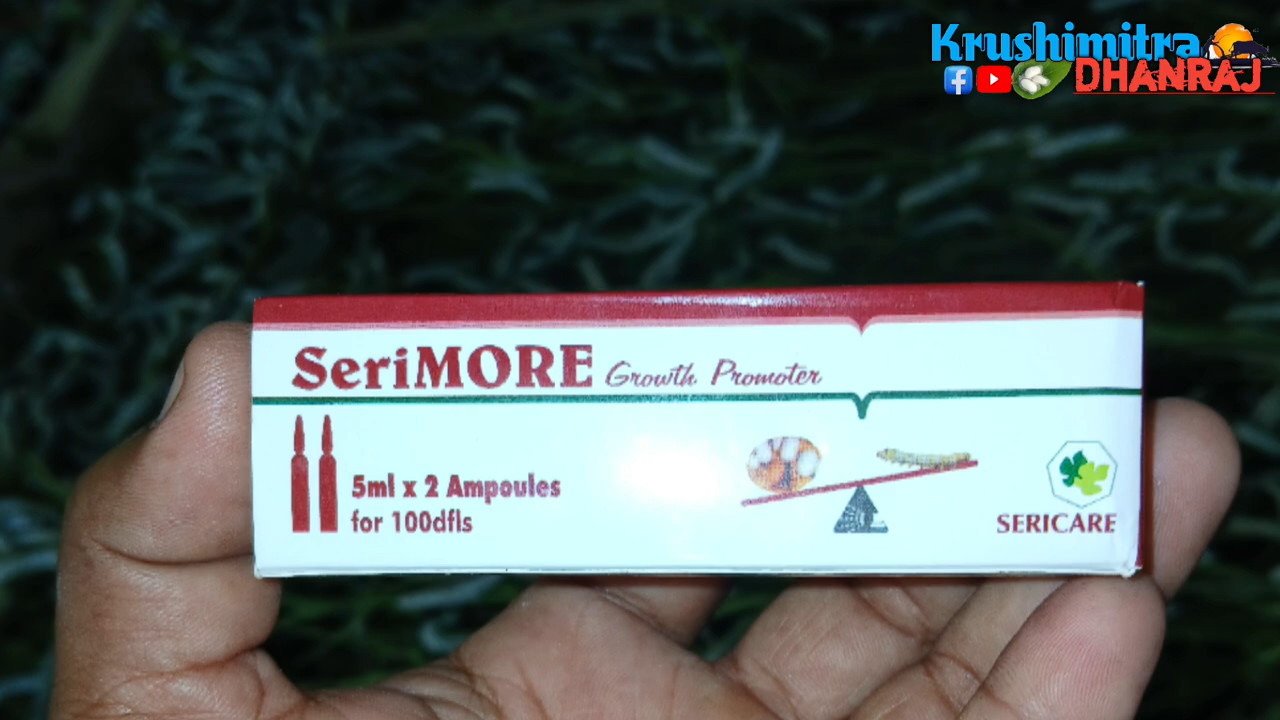 Krushimitra
DHANRAJ
SeriMORE Growth Promoter
5ml x 2 Ampoules
for 100dfls
SERICARE